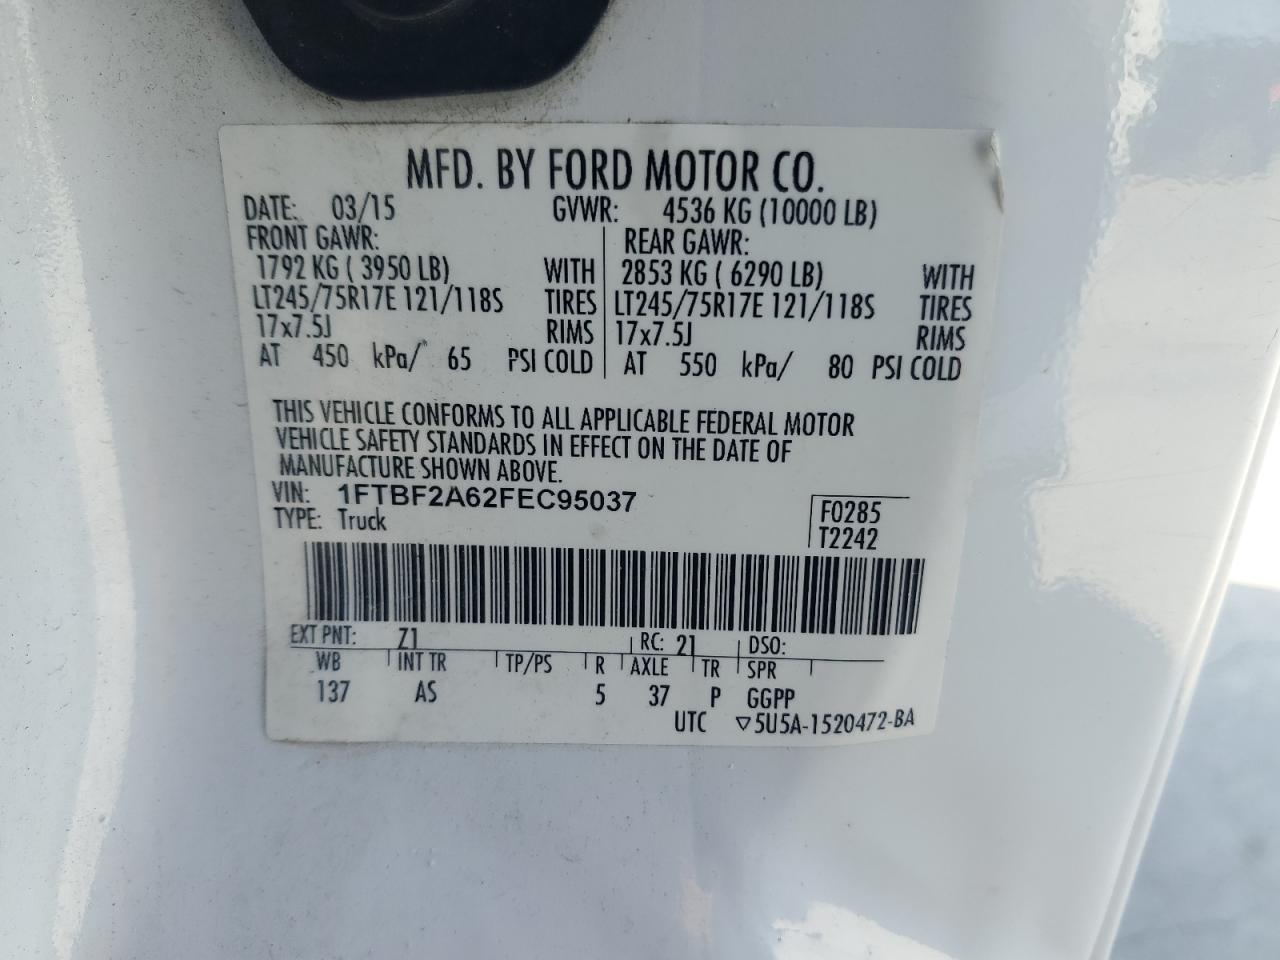 MFD. BY FORD MOTOR CO.
DATE: 03/15 GVWR: 4536 KG (10000 LB)
FRONT GAWR: REAR GAWR:
1792 KG ( 3950 LB) WITH 2853 KG ( 6290 LB) WITH
LT245/75R17E 121/118S TIRES LT245/75R17E 121/118S TIRES
17x7.5J RIMS 17x7.5J RIMS
AT 450 kPa/ 65 PSI COLD AT 550 kPa/ 80 PSI COLD
THIS VEHICLE CONFORMS TO ALL APPLICABLE FEDERAL MOTOR
VEHICLE SAFETY STANDARDS IN EFFECT ON THE DATE OF
MANUFACTURE SHOWN ABOVE.
VIN: 1FTBF2A62FEC95037 F0285
TYPE: Truck T2242
EXT PNT: Z1 RC: 21 DSO:
WB INT TR TP/PS R AXLE TR SPR
137 AS 5 37 P GGPP
UTC ▽5U5A-1520472-BA